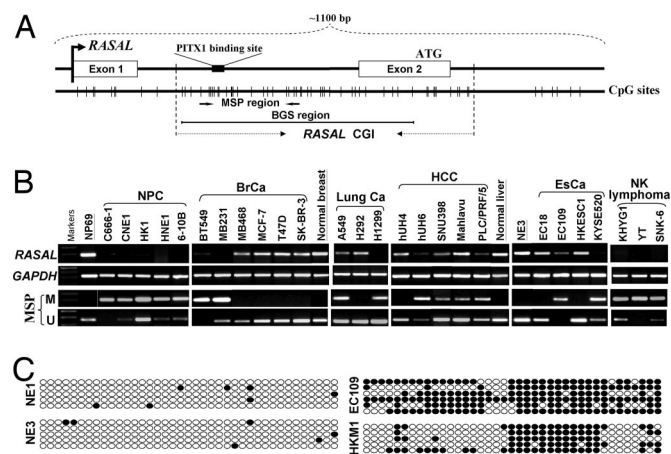 A
~1100 bp
RASAL
PITX1 binding site
ATG
Exon 1
Exon 2
CpG sites
MSP region
BGS region
RASAL CGI
B
NPC
BrCa
Lung Ca
HCC
EsCa
NK
lymphoma
Markers
NP69
C666-1
CNE1
HK1
HNE1
6-10B
BT549
MB231
MB468
MCF-7
T47D
SK-BR-3
Normal breast
A549
H292
H1299
hUH4
hUH6
SNU398
Mahlavu
PLC/PRF/5
Normal liver
NE3
EC18
EC109
HKESC1
KYSE520
KHYG1
YT
SNK-6
RASAL
GAPDH
MSP
M
U
C
NE1
NE3
EC109
HKM1